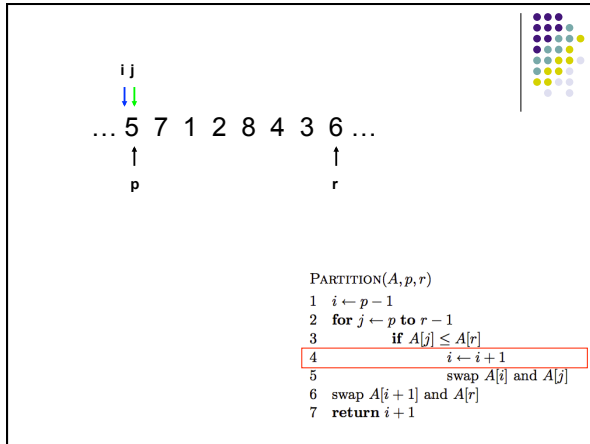 i j
… 5 7 1 2 8 4 3 6 …
p r
PARTITION(A, p, r)
1 i ← p − 1
2 for j ← p to r − 1
3 if A[j] ≤ A[r]
4 i ← i + 1
5 swap A[i] and A[j]
6 swap A[i + 1] and A[r]
7 return i + 1